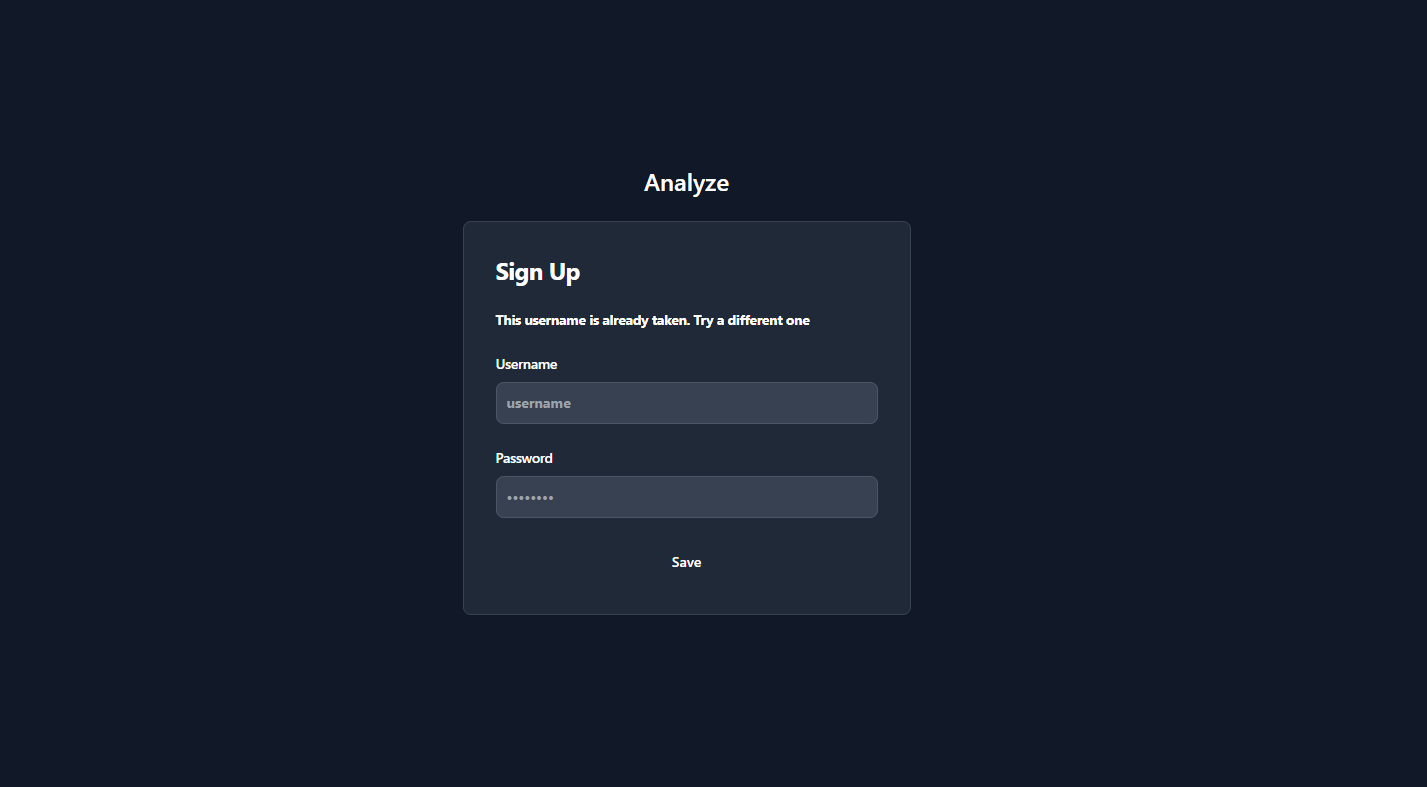 Analyze
Sign Up
This username is already taken. Try a different one
Username
username
Password
••••••••
Save